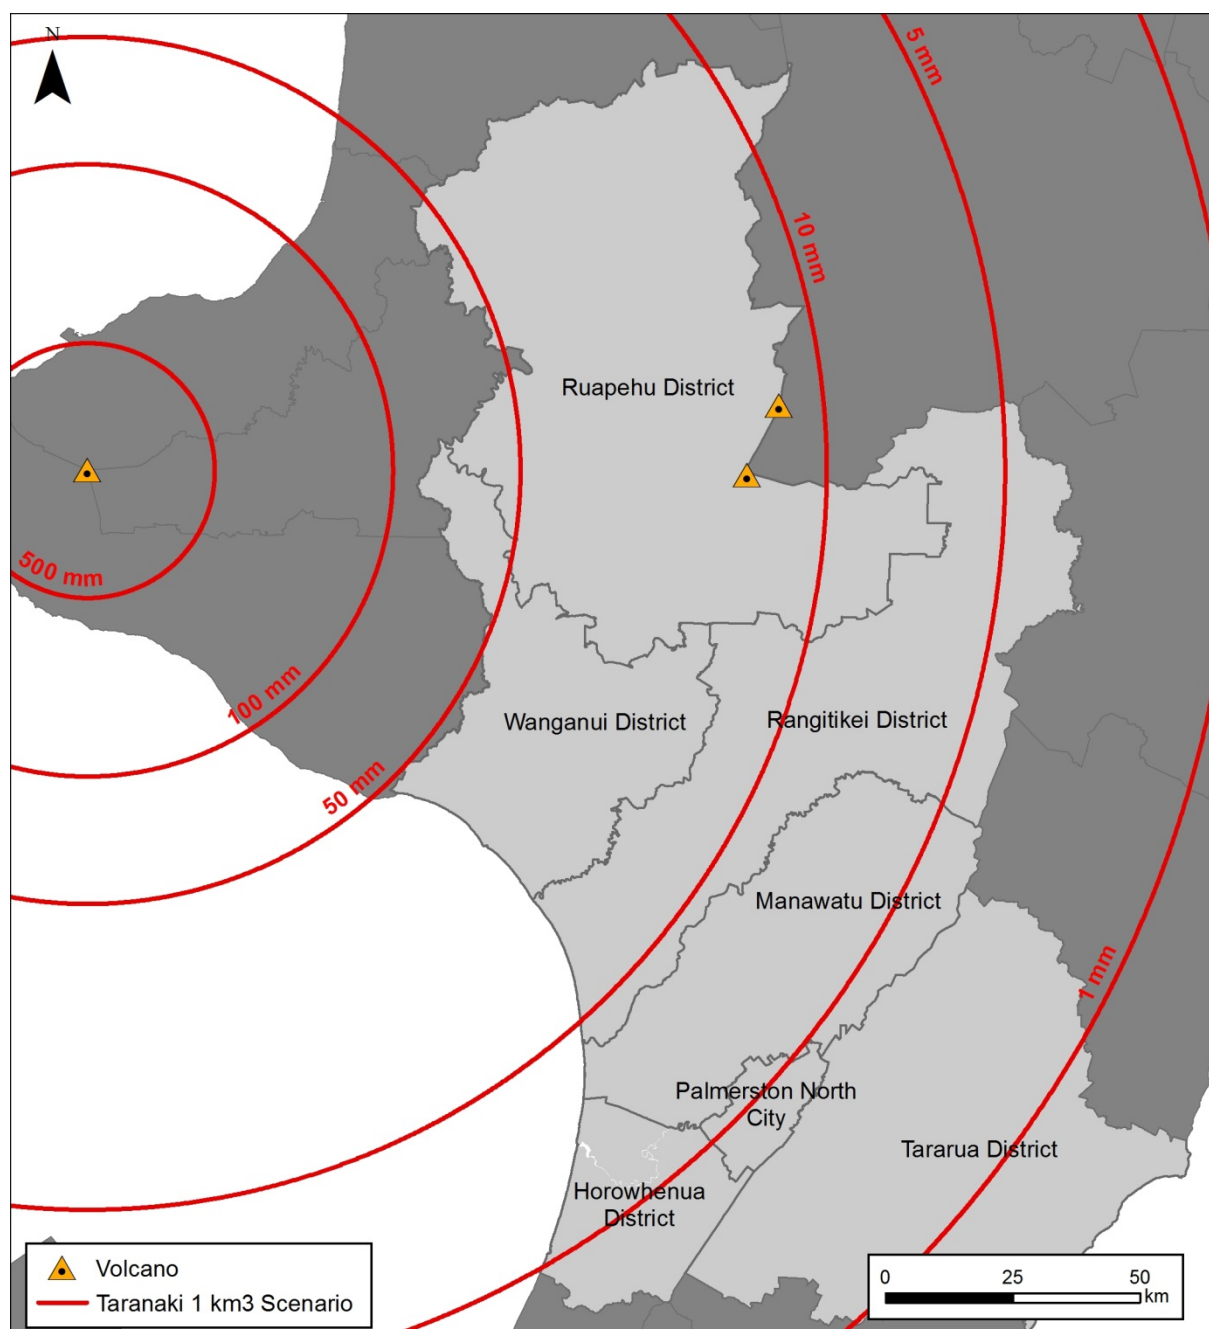 N
5 mm
10 mm
Ruapehu District
500 mm
100 mm
Wanganui District
Rangitikei District
50 mm
Manawatu District
1 mm
Palmerston North
City
Tararua District
Horowhenua
District
Volcano
Taranaki 1 km3 Scenario
0 25 50
km